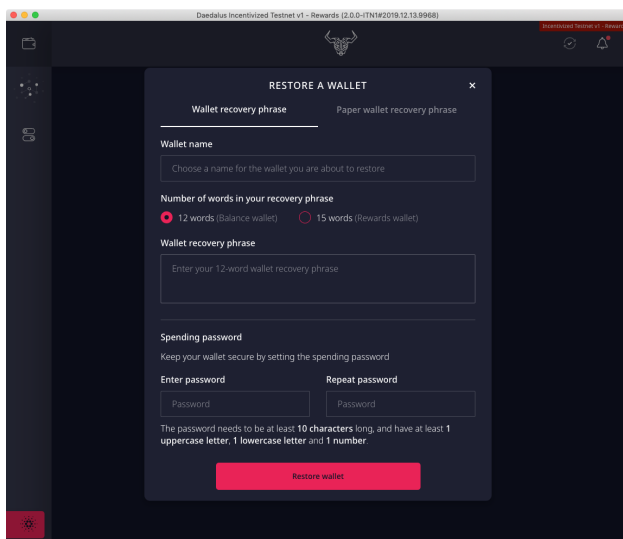 Daedalus Incentivized Testnet v1 - Rewards (2.0.0-ITN1#2019.12.13.9968)
Incentivized Testnet v1 - Rewar
RESTORE A WALLET
Wallet recovery phrase
Paper wallet recovery phrase
Wallet name
Choose a name for the wallet you are about to restore
Number of words in your recovery phrase
12 words (Balance wallet)
15 words (Rewards wallet)
Wallet recovery phrase
Enter your 12-word wallet recovery phrase
Spending password
Keep your wallet secure by setting the spending password
Enter password
Repeat password
Password
Password
The password needs to be at least 10 characters long, and have at least 1
uppercase letter, 1 lowercase letter and 1 number.
Restore wallet